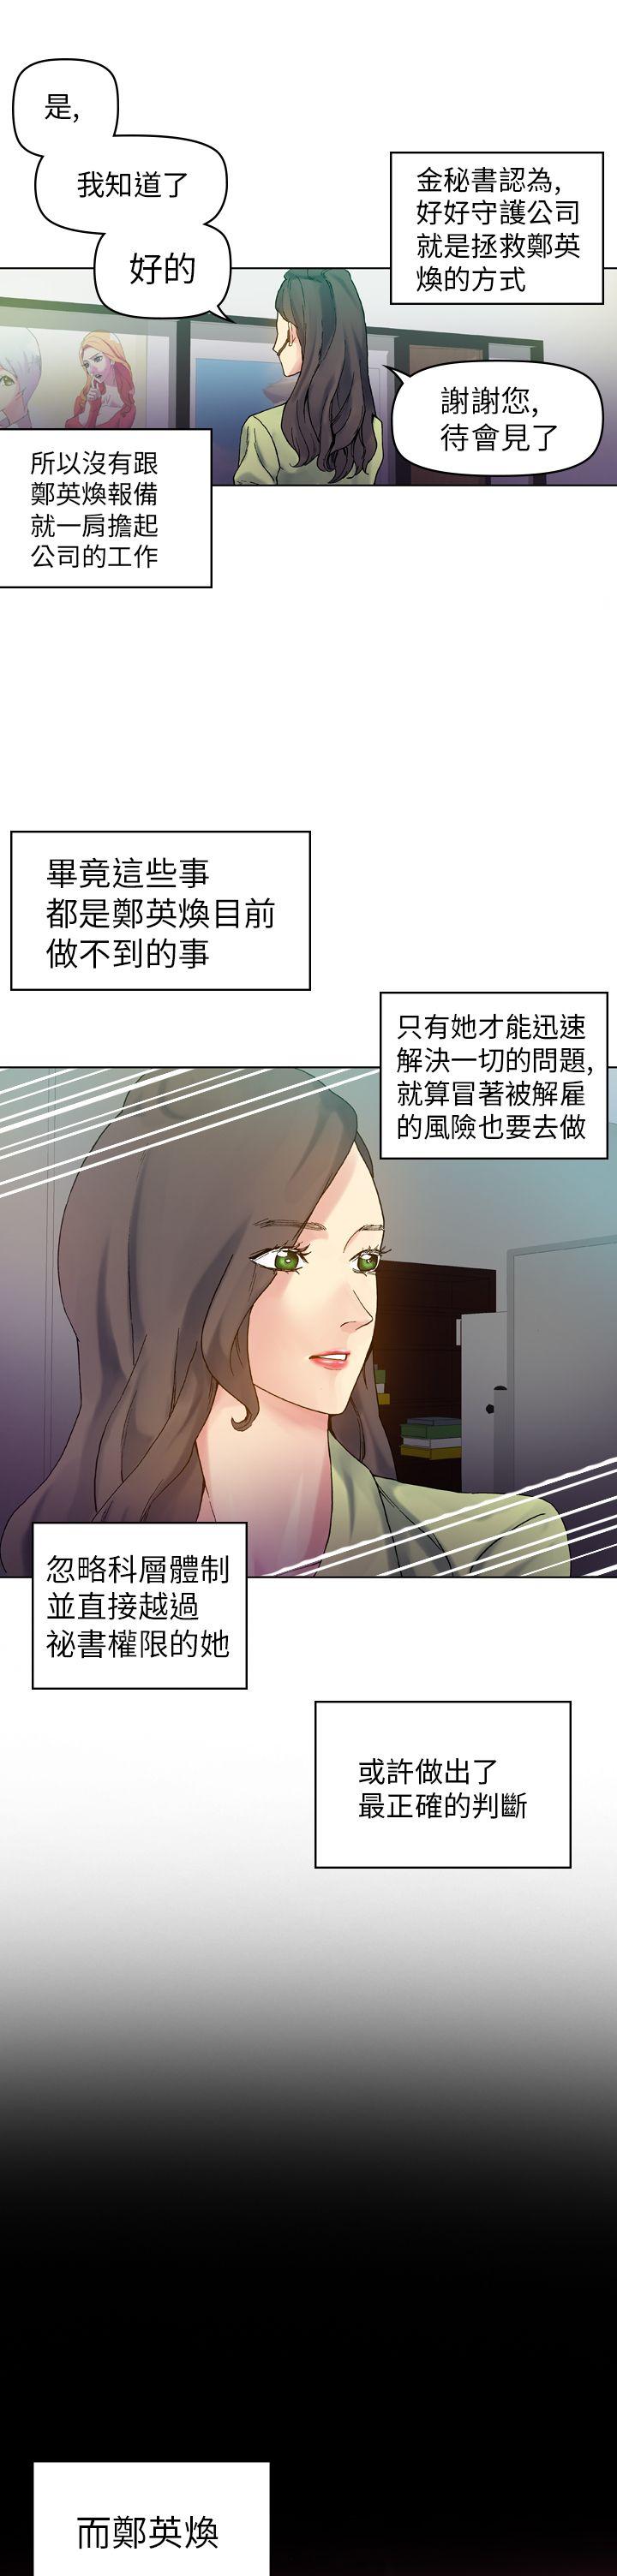 是,
我知道了
好的
金秘書認為,
好好守護公司
就是拯救鄭英
煥的方式
謝謝您,
待會見了
所以沒有跟
鄭英煥報備
就一肩擔起
公司的工作
畢竟這些事
都是鄭英煥目前
做不到的事
只有她才能迅速
解決一切的問題,
就算冒著被解雇
的風險也要去做
忽略科層體制
並直接越過
祕書權限的她
或許做出了
最正確的判斷
而鄭英煥